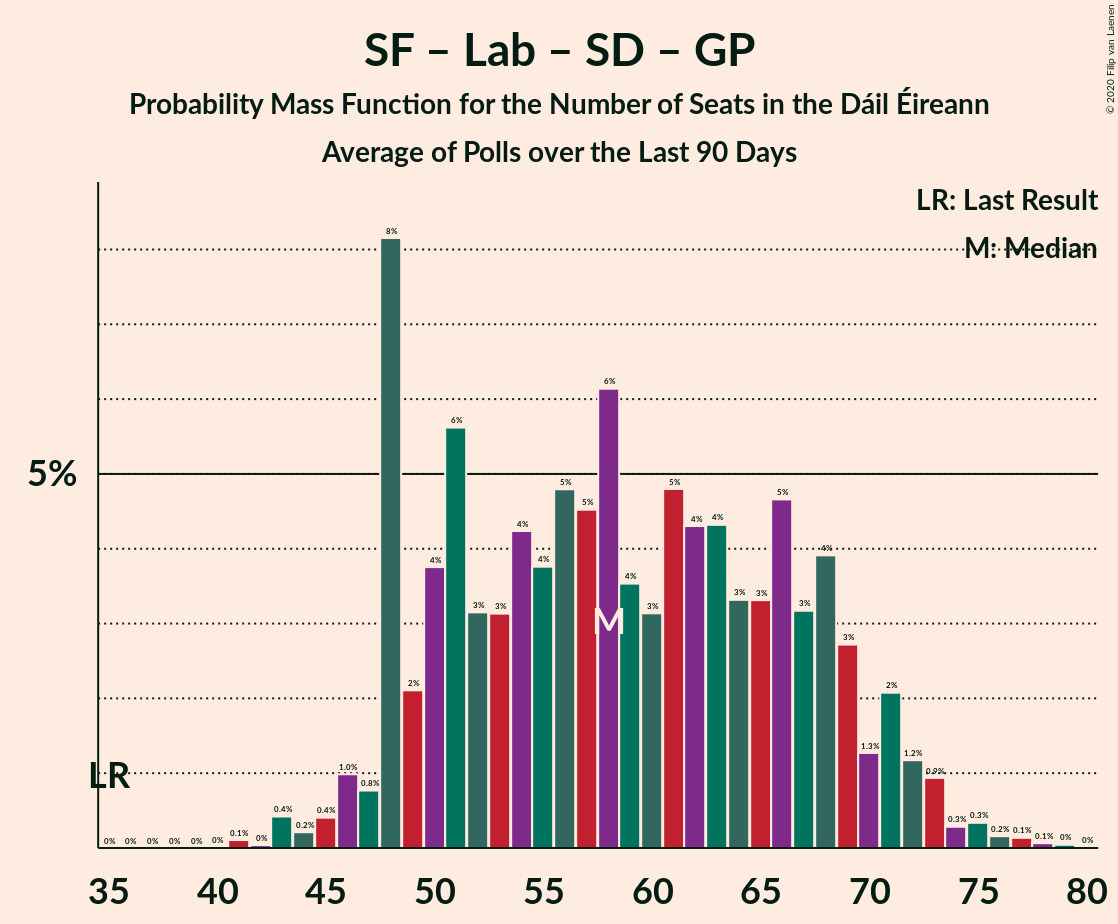 SF – Lab – SD – GP
Probability Mass Function for the Number of Seats in the Dáil Éireann
Average of Polls over the Last 90 Days
© 2020 Filip van Laenen
LR: Last Result
M: Median
5%
LR
M
0% 0% 0% 0% 0% 0% 0.1% 0% 0.4% 0.2% 0.4% 1.0% 0.8% 8% 2% 4% 6% 3% 3% 4% 4% 5% 5% 6% 4% 3% 5% 4% 4% 3% 3% 5% 3% 4% 3% 1.3% 2% 1.2% 0.9% 0.3% 0.3% 0.2% 0.1% 0.1% 0% 0%
35 40 45 50 55 60 65 70 75 80